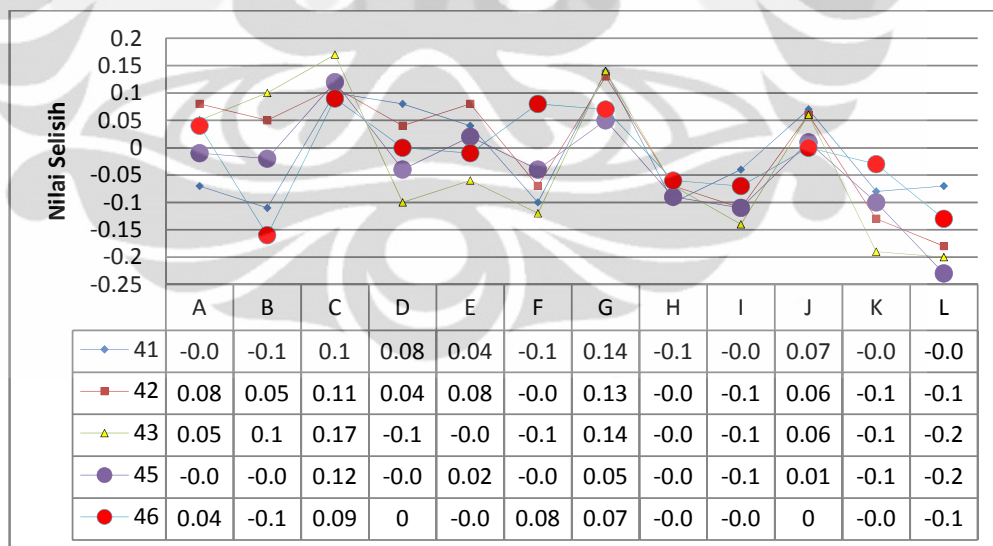 Nilai Selisih
0.2
0.15
0.1
0.05
0
-0.05
-0.1
-0.15
-0.2
-0.25
A B C D E F G H I J K L
41 -0.0 -0.1 0.1 0.08 0.04 -0.1 0.14 -0.1 -0.0 0.07 -0.0 -0.0
42 0.08 0.05 0.11 0.04 0.08 -0.0 0.13 -0.0 -0.1 0.06 -0.1 -0.1
43 0.05 0.1 0.17 -0.1 -0.0 -0.1 0.14 -0.0 -0.1 0.06 -0.1 -0.2
45 -0.0 -0.0 0.12 -0.0 0.02 -0.0 0.05 -0.0 -0.1 0.01 -0.1 -0.2
46 0.04 -0.1 0.09 0 -0.0 0.08 0.07 -0.0 -0.0 0 -0.0 -0.1